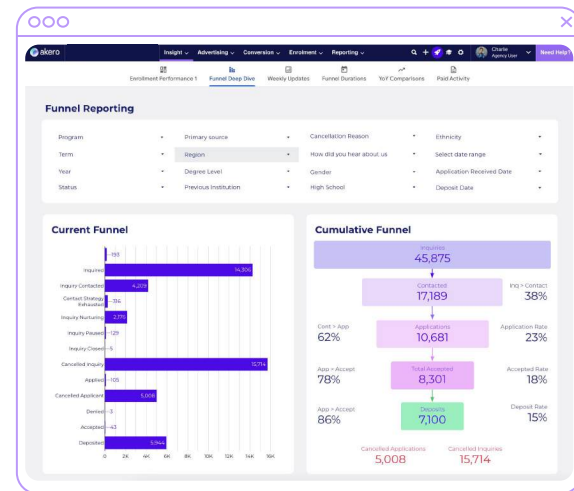 akero
Insight Advertising Conversion Enrolment Reporting
Charlie
Agency User
Need Help?
Enrollment Performance 1 Funnel Deep Dive Weekly Updates Funnel Durations YoY Comparisons Paid Activity
Funnel Reporting
Program Primary source Cancellation Reason Ethnicity
Term Region How did you hear about us Select date range
Year Degree Level Gender Application Received Date
Status Previous Institution High School Deposit Date
Current Funnel
Inquired 14,306
Inquiry Contacted 4,209
Contact Strategy
Exhausted
Inquiry Nurturing
Inquiry Paused 129
Inquiry Closed 5
Cancelled Inquiry 15,714
Applied 105
Cancelled Applicant 5,008
Denied 3
Accepted 43
Deposited 5,944
0 2K 4K 6K 8K 10K 12K 14K 16K
Cumulative Funnel
Inquiries
45,875
Contacted Inq > Contact
17,189 38%
Cont > App Applications Application Rate
62% 10,681 23%
App > Accept Total Accepted Accepted Rate
78% 8,301 18%
App > Accept Deposits Deposit Rate
86% 7,100 15%
Cancelled Applications Cancelled Inquiries
5,008 15,714